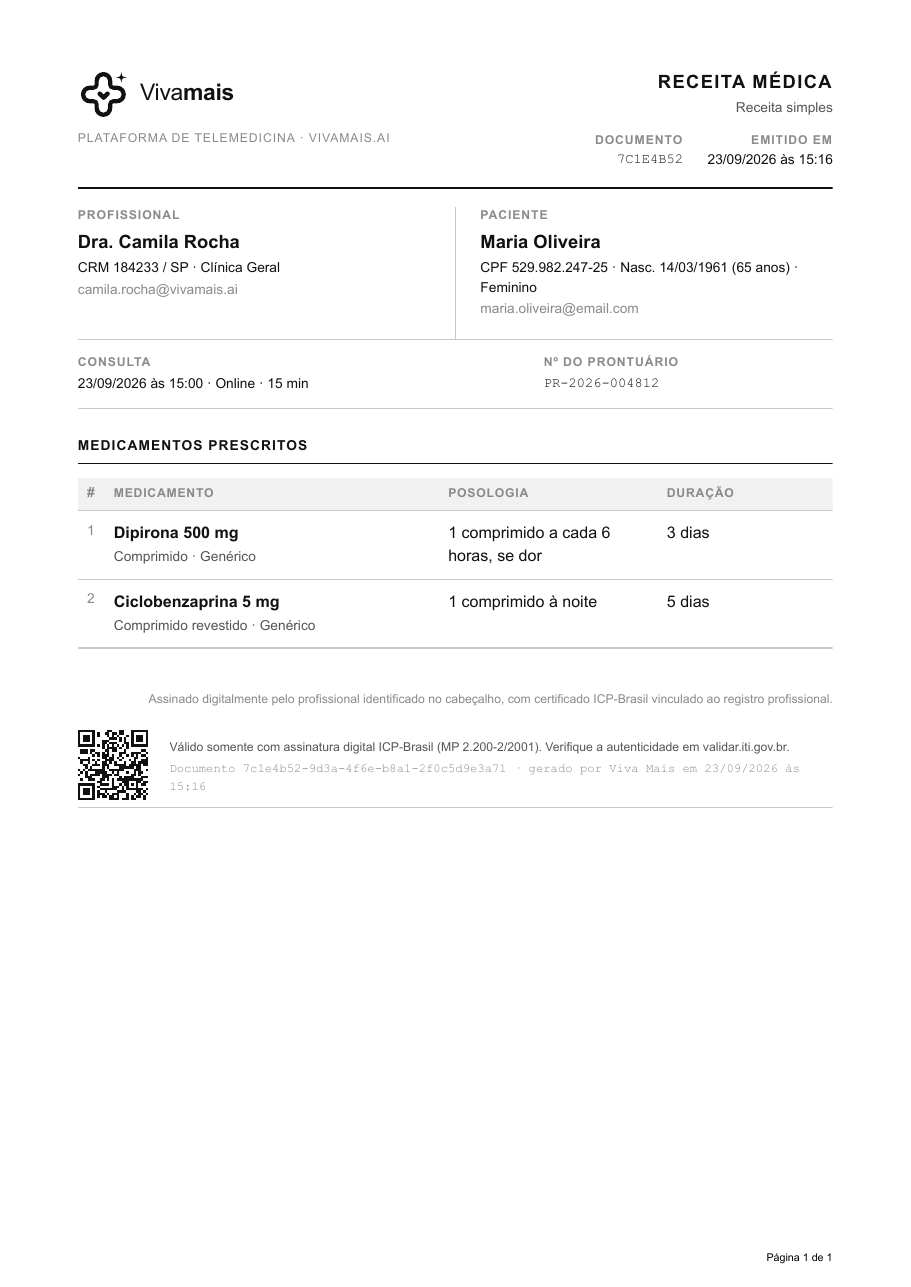 Vivamais
PLATAFORMA DE TELEMEDICINA · VIVAMAIS.AI
RECEITA MÉDICA
Receita simples
DOCUMENTO
7C1E4B52
EMITIDO EM
23/09/2026 às 15:16
PROFISSIONAL
Dra. Camila Rocha
CRM 184233 / SP · Clínica Geral
camila.rocha@vivamais.ai
PACIENTE
Maria Oliveira
CPF 529.982.247-25 · Nasc. 14/03/1961 (65 anos) ·
Feminino
maria.oliveira@email.com
CONSULTA
23/09/2026 às 15:00 · Online · 15 min
Nº DO PRONTUÁRIO
PR-2026-004812
MEDICAMENTOS PRESCRITOS
# MEDICAMENTO POSOLOGIA DURAÇÃO
1 Dipirona 500 mg 1 comprimido a cada 6 3 dias
Comprimido · Genérico horas, se dor
2 Ciclobenzaprina 5 mg 1 comprimido à noite 5 dias
Comprimido revestido · Genérico
Assinado digitalmente pelo profissional identificado no cabeçalho, com certificado ICP-Brasil vinculado ao registro profissional.
Válido somente com assinatura digital ICP-Brasil (MP 2.200-2/2001). Verifique a autenticidade em validar.iti.gov.br.
Documento 7c1e4b52-9d3a-4f6e-b8a1-2f0c5d9e3a71 · gerado por Viva Mais em 23/09/2026 às
15:16
Página 1 de 1